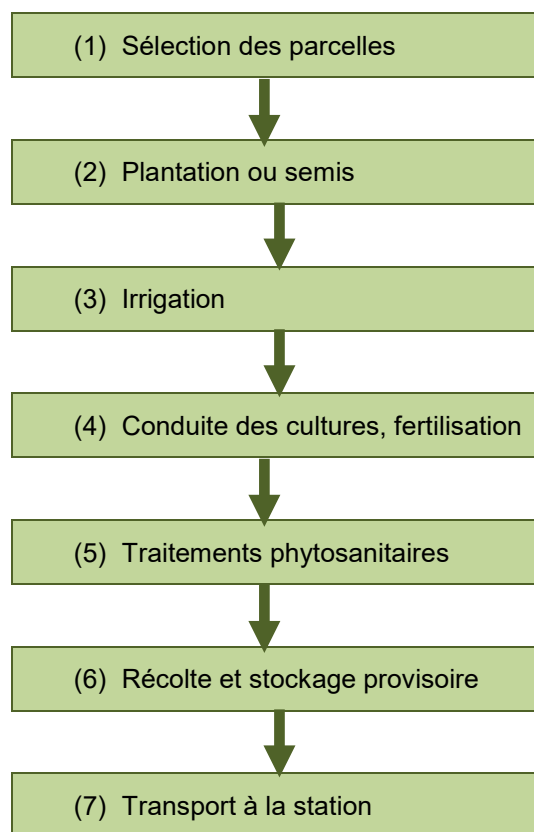 (1) Sélection des parcelles
(2) Plantation ou semis
(3) Irrigation
(4) Conduite des cultures, fertilisation
(5) Traitements phytosanitaires
(6) Récolte et stockage provisoire
(7) Transport à la station